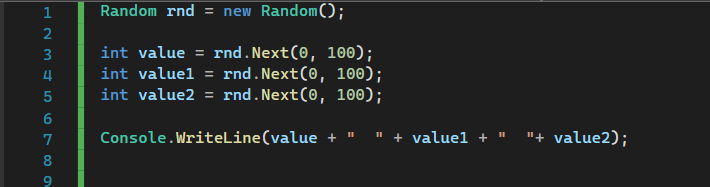 1 Random rnd = new Random();
2
3 int value = rnd.Next(0, 100);
4 int value1 = rnd.Next(0, 100);
5 int value2 = rnd.Next(0, 100);
6
7 Console.WriteLine(value + "  " + value1 + "  "+ value2);
8
9